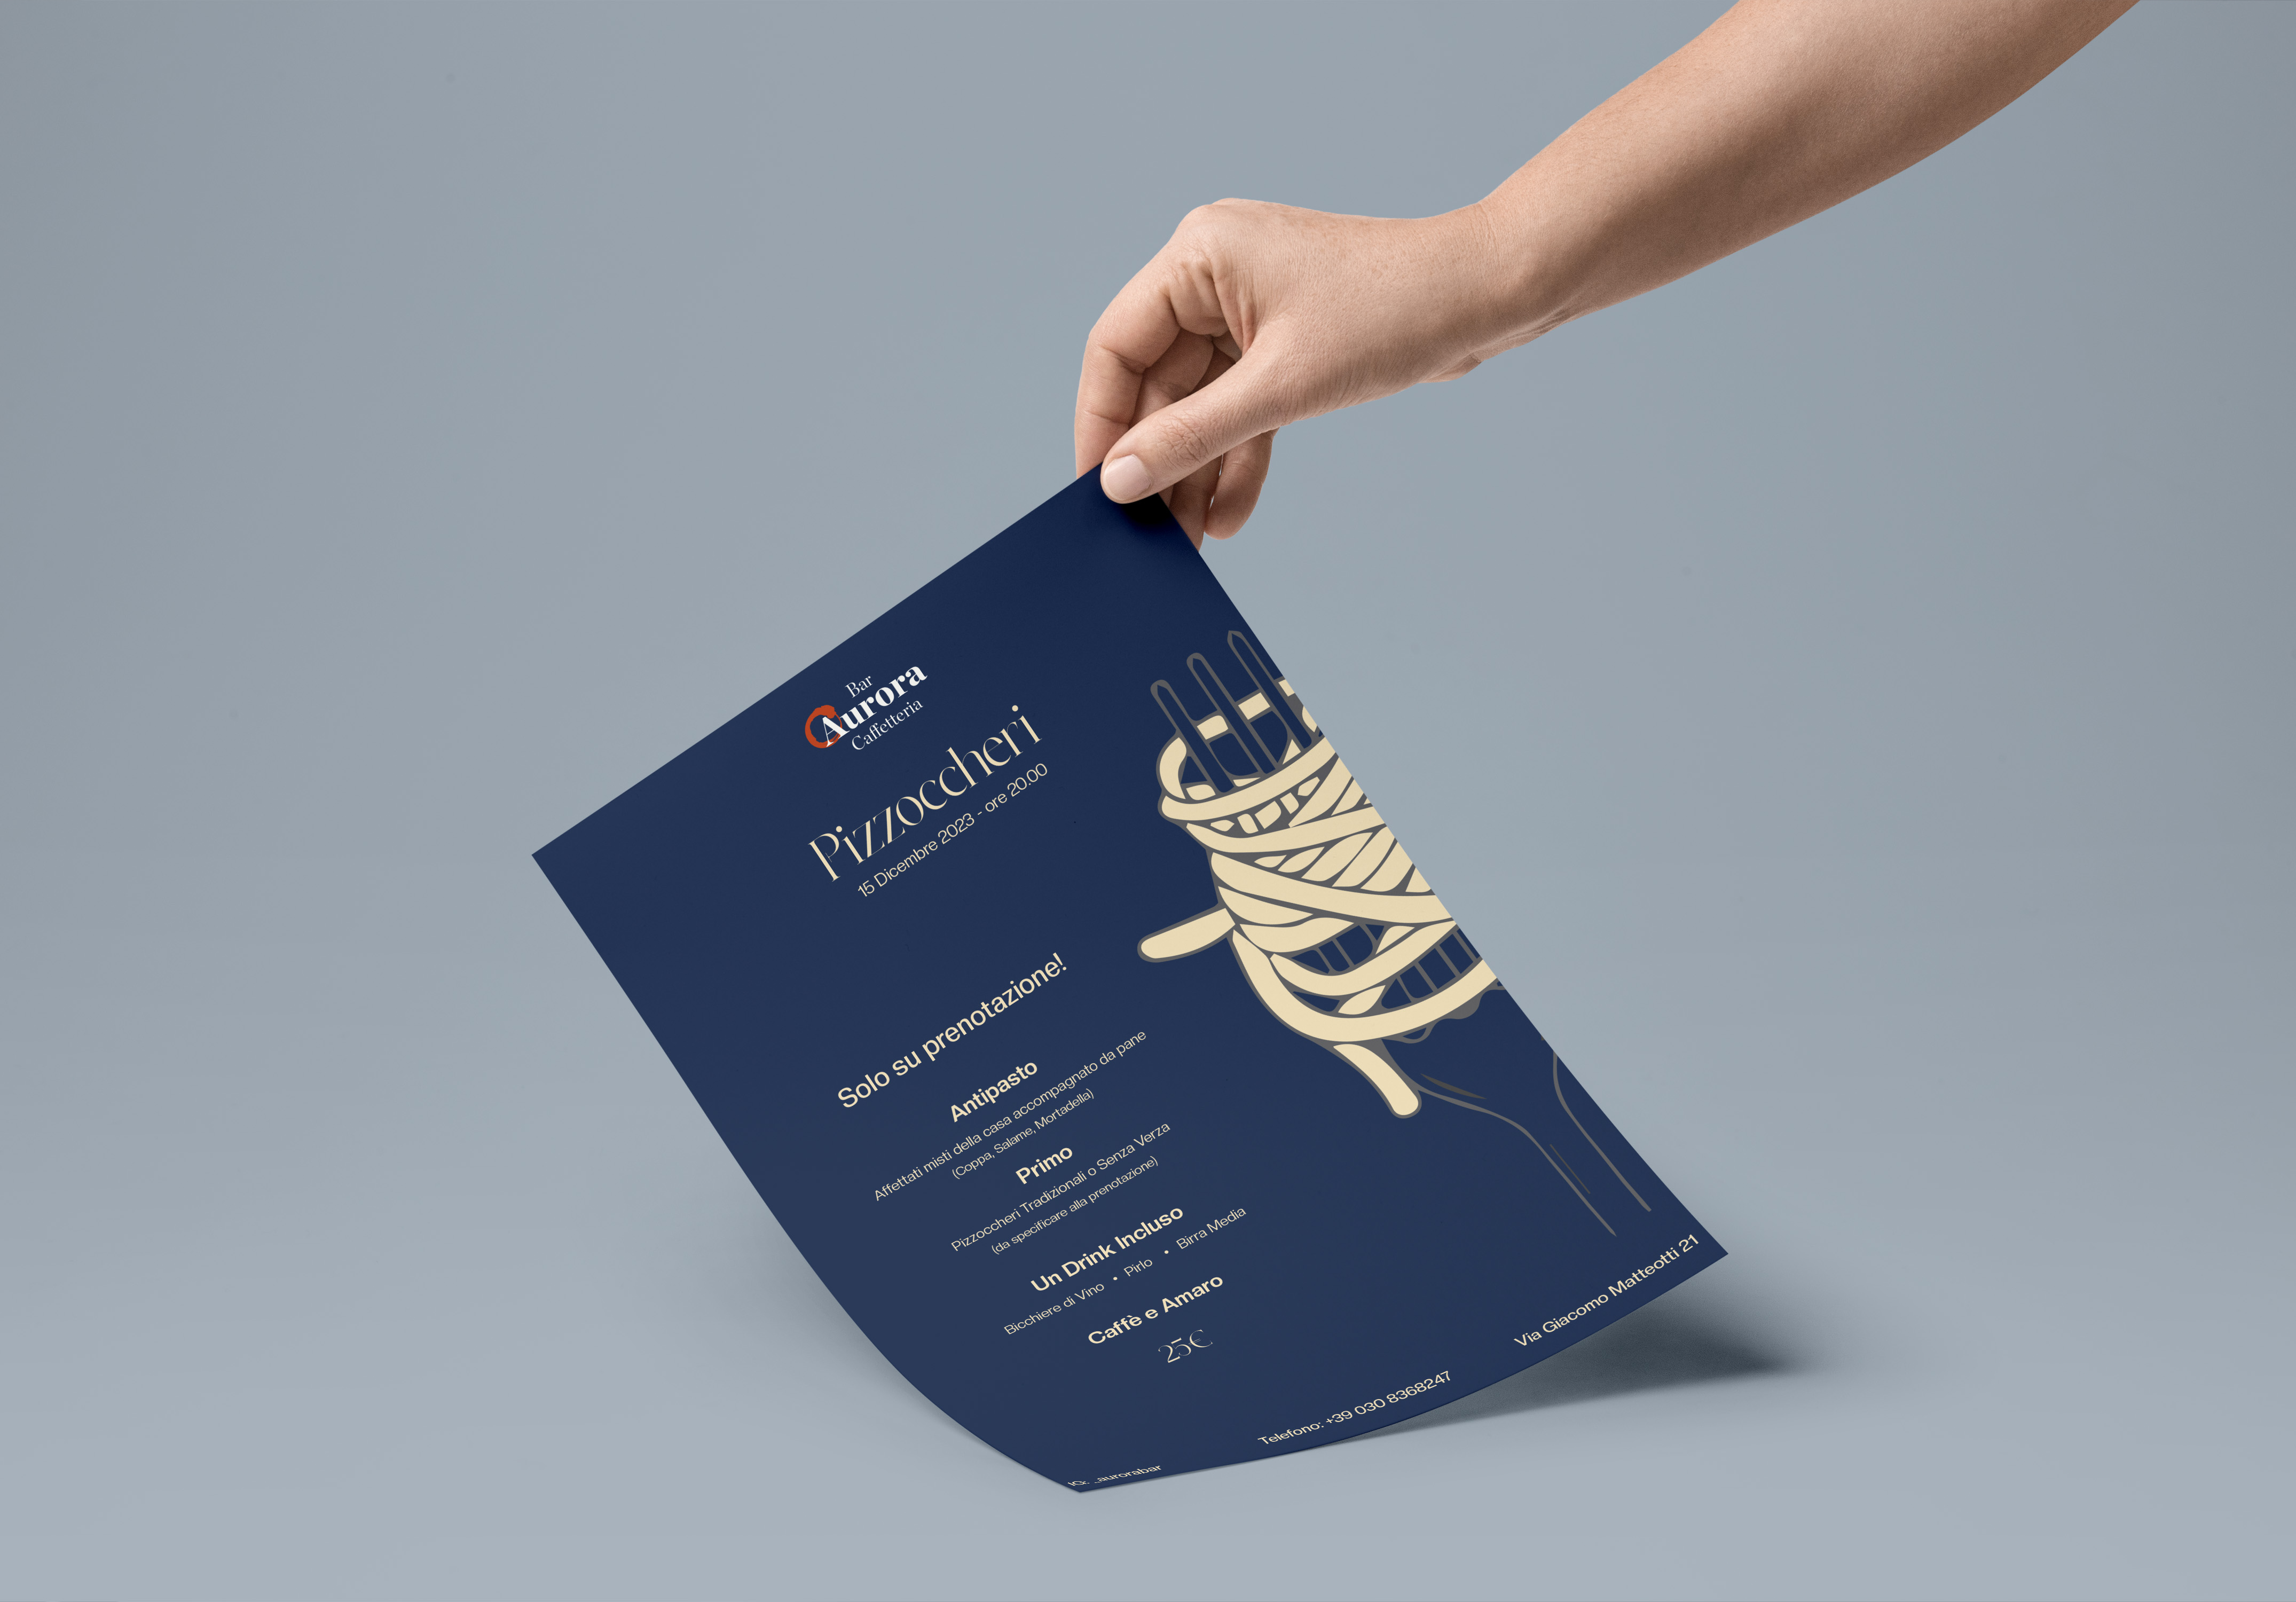 Bar
Aurora
Caffetteria
Pizzoccheri
15 Dicembre 2023 - ore 20.00
Solo su prenotazione!
Antipasto
Affettati misti della casa accompagnato da pane
(Coppa, Salame, Mortadella)
Primo
Pizzoccheri Tradizionali o Senza Verza
(da specificare alla prenotazione)
Un Drink Incluso
Bicchiere di Vino • Pirlo • Birra Media
Caffè e Amaro
25€
IG: _aurorabar
Telefono: +39 030 8368247
Via Giacomo Matteotti 21